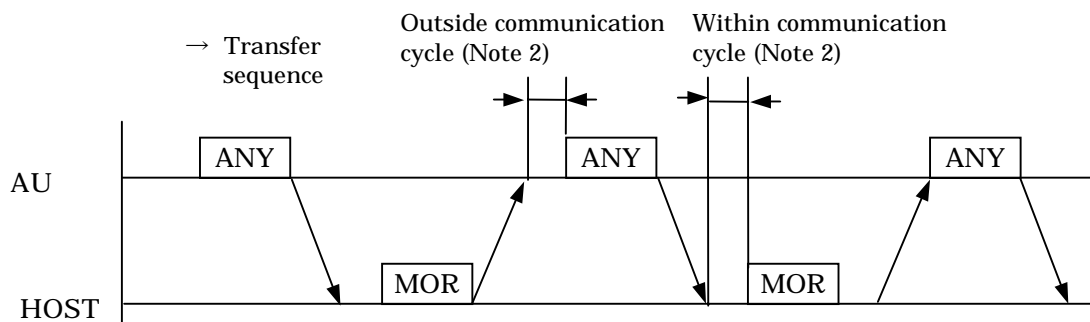 → Transfer
sequence
Outside communication
cycle (Note 2)
Within communication
cycle (Note 2)
ANY
ANY
ANY
AU
MOR
MOR
HOST